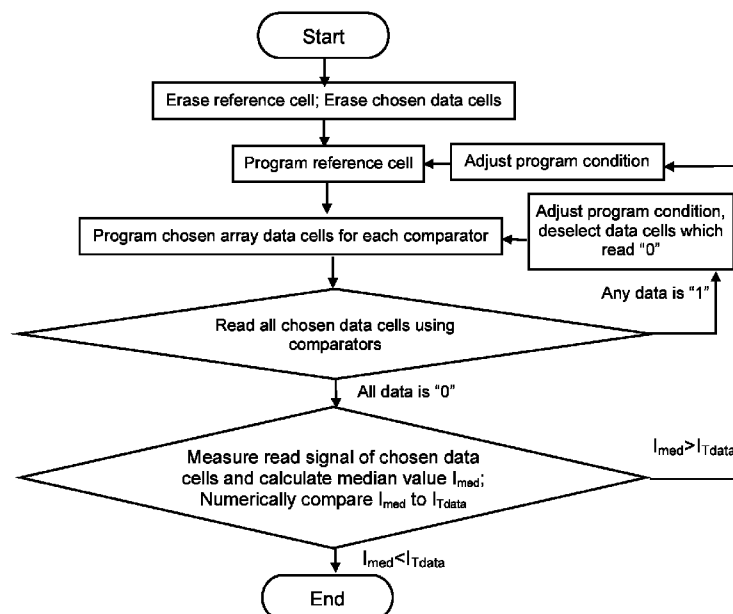 Start
Erase reference cell; Erase chosen data cells
Program reference cell
Adjust program condition
Program chosen array data cells for each comparator
Adjust program condition,
deselect data cells which
read “0”
Any data is “1”
Read all chosen data cells using
comparators
All data is “0”
Measure read signal of chosen data
cells and calculate median value Imed;
Numerically compare Imed to ITdata
Imed>ITdata
Imed<ITdata
End